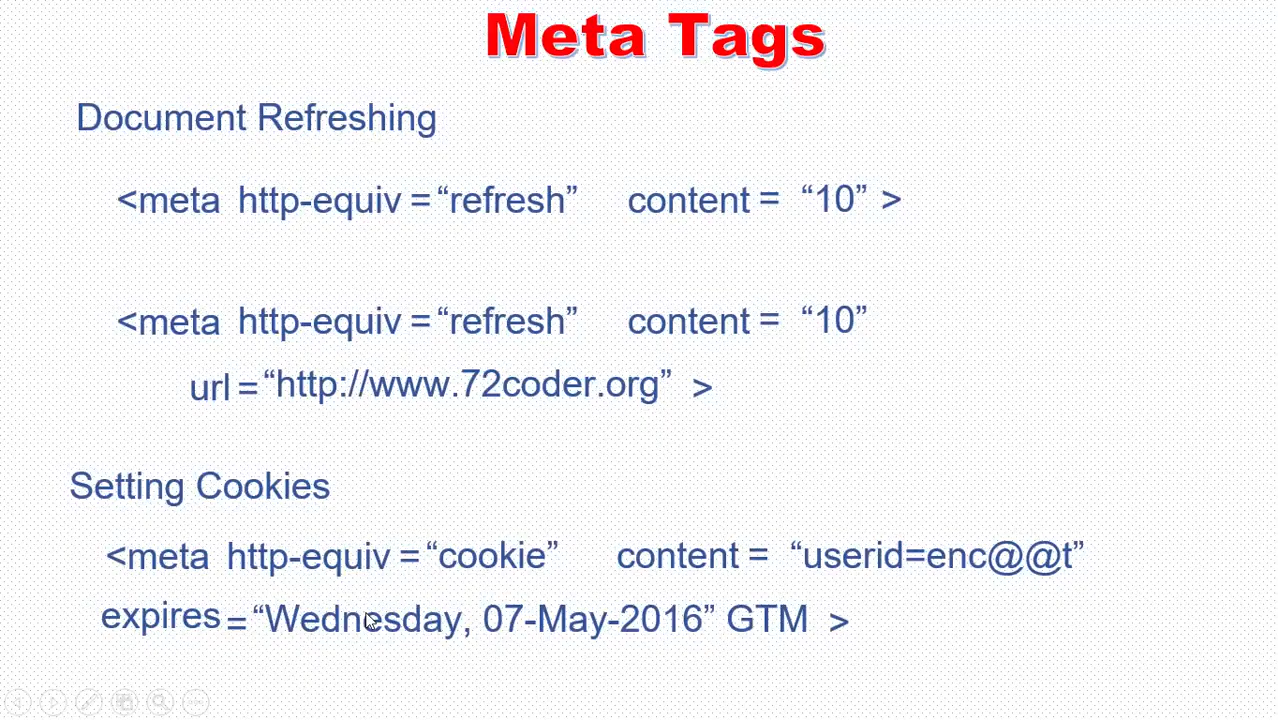 Meta Tags
Document Refreshing
<meta http-equiv = “refresh” content = “10” >
<meta http-equiv = “refresh” content = “10”
url = “http://www.72coder.org” >
Setting Cookies
<meta http-equiv = “cookie” content = “userid=enc@@t”
expires = “Wednesday, 07-May-2016” GTM >